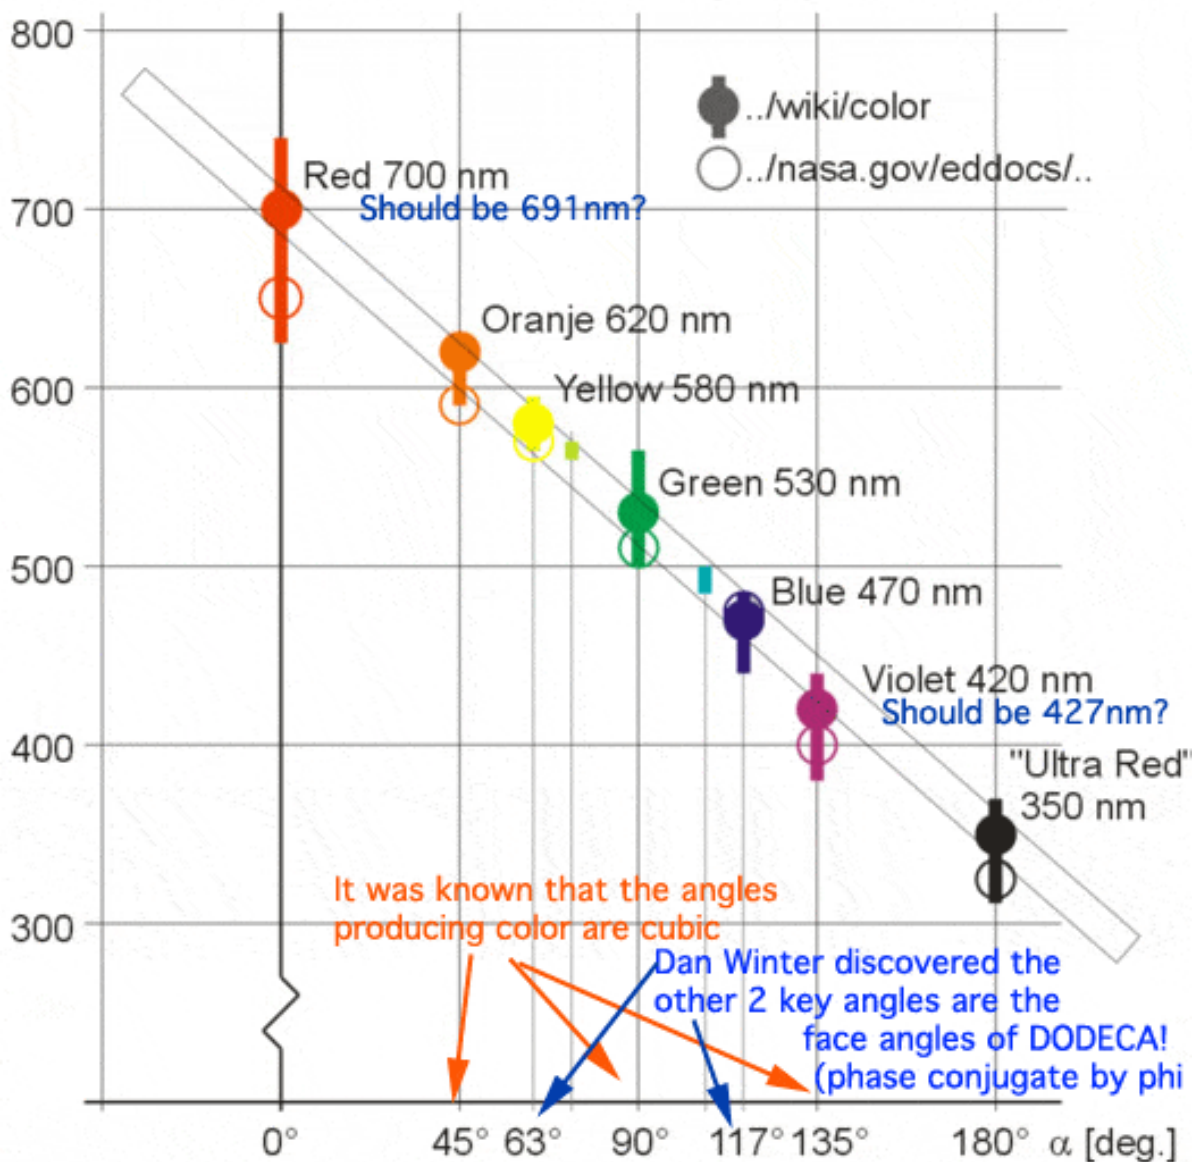 800
../wiki/color
../nasa.gov/eddocs/..
Red 700 nm
Should be 691nm?
700
Oranje 620 nm
Yellow 580 nm
600
Green 530 nm
500
Blue 470 nm
Violet 420 nm
Should be 427nm?
400
"Ultra Red"
350 nm
It was known that the angles
producing color are cubic
300
Dan Winter discovered the
other 2 key angles are the
face angles of DODECA!
(phase conjugate by phi
0° 45° 63° 90° 117° 135° 180° α [deg.]